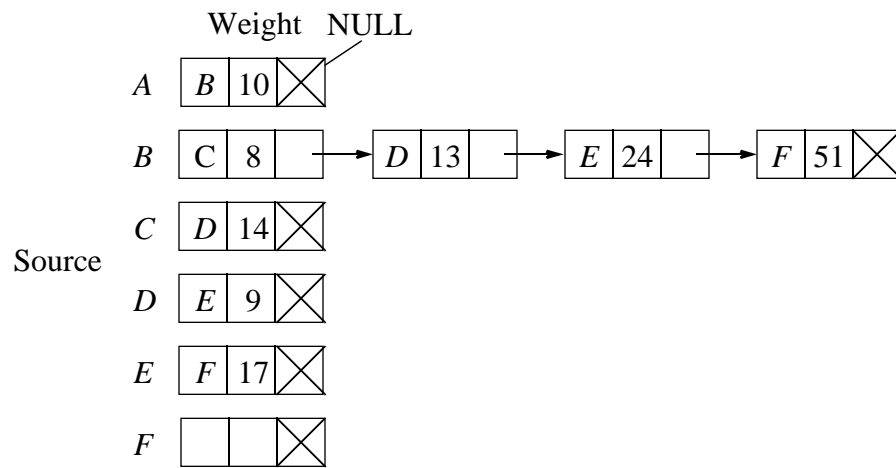 Weight NULL
A B 10
B C 8 D 13 E 24 F 51
C D 14
Source
D E 9
E F 17
F